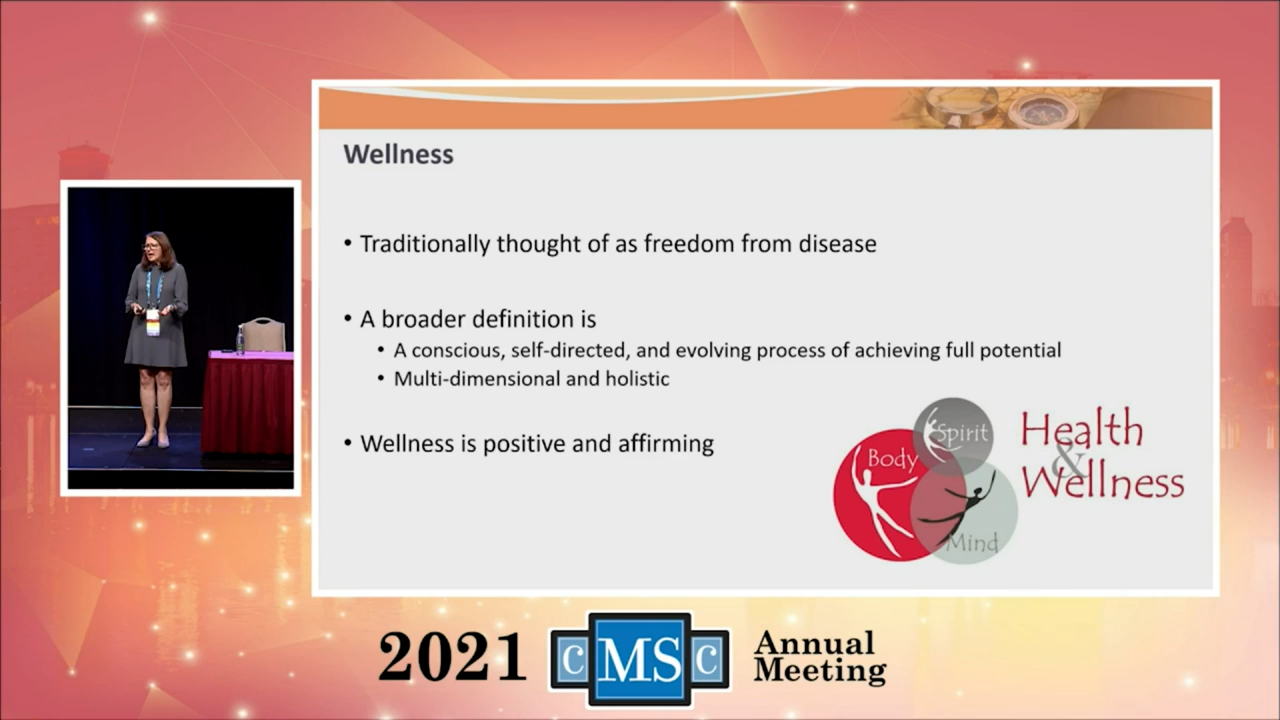 Wellness
• Traditionally thought of as freedom from disease
• A broader definition is
• A conscious, self-directed, and evolving process of achieving full potential
• Multi-dimensional and holistic
• Wellness is positive and affirming
Spirit
Body
Mind
Health
&
Wellness
2021
CMSC
Annual
Meeting